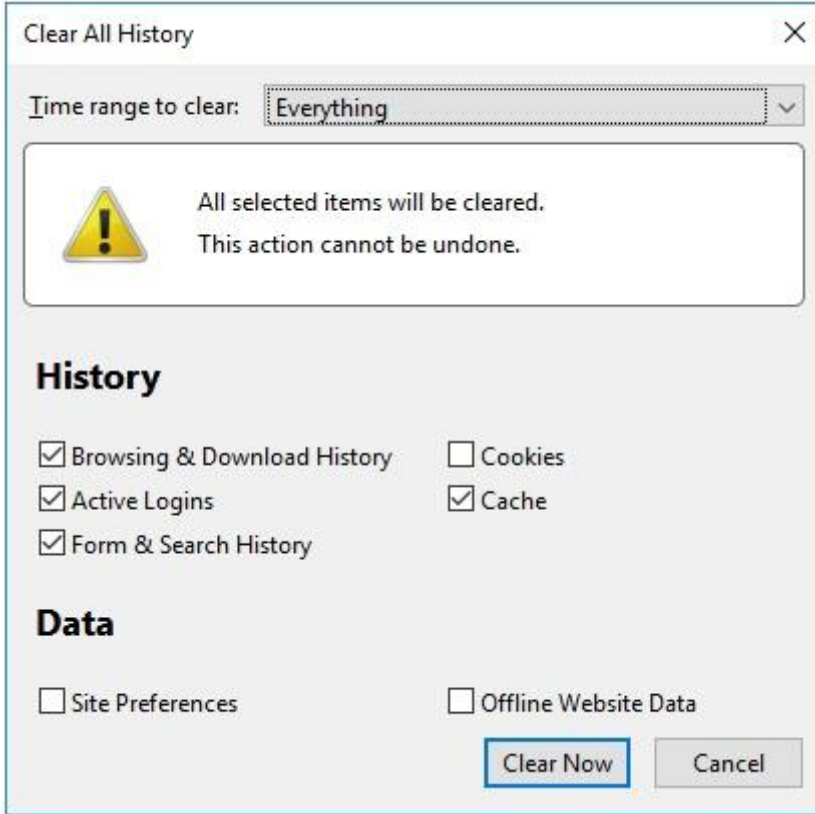 Clear All History
Time range to clear: Everything
All selected items will be cleared.
This action cannot be undone.
History
Browsing & Download History Cookies
Active Logins Cache
Form & Search History
Data
Site Preferences Offline Website Data
Clear Now Cancel